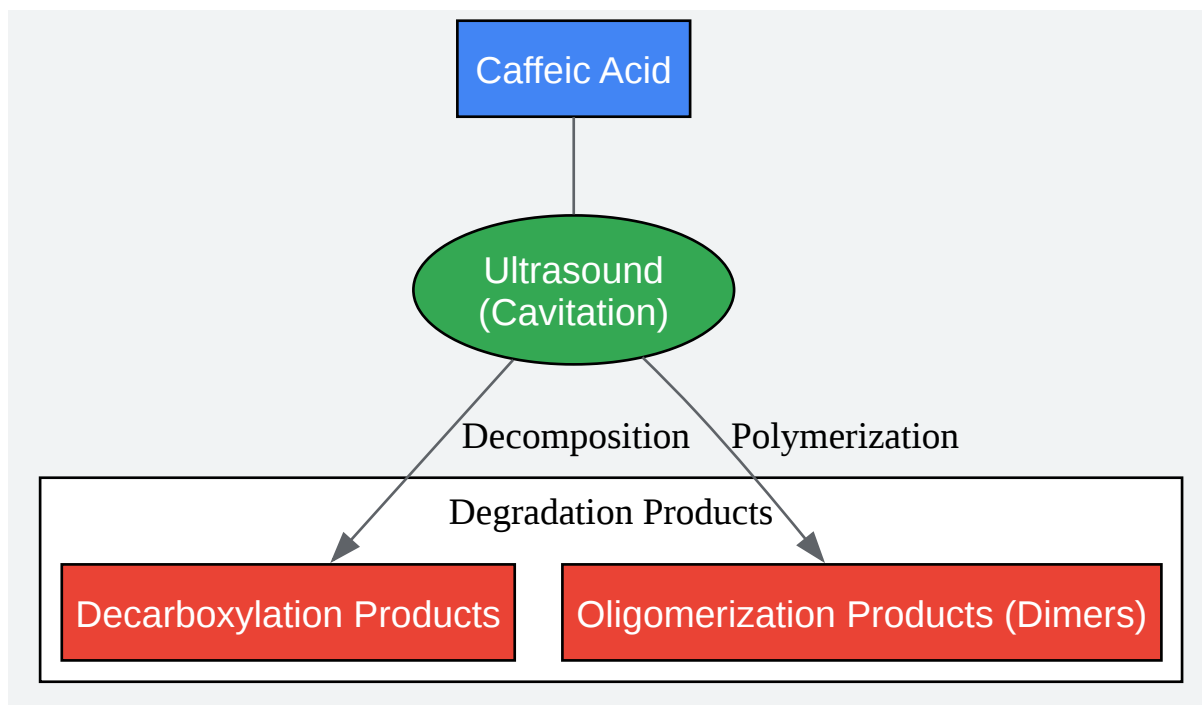 Caffeic Acid
Ultrasound
(Cavitation)
Decomposition
Polymerization
Degradation Products
Decarboxylation Products
Oligomerization Products (Dimers)